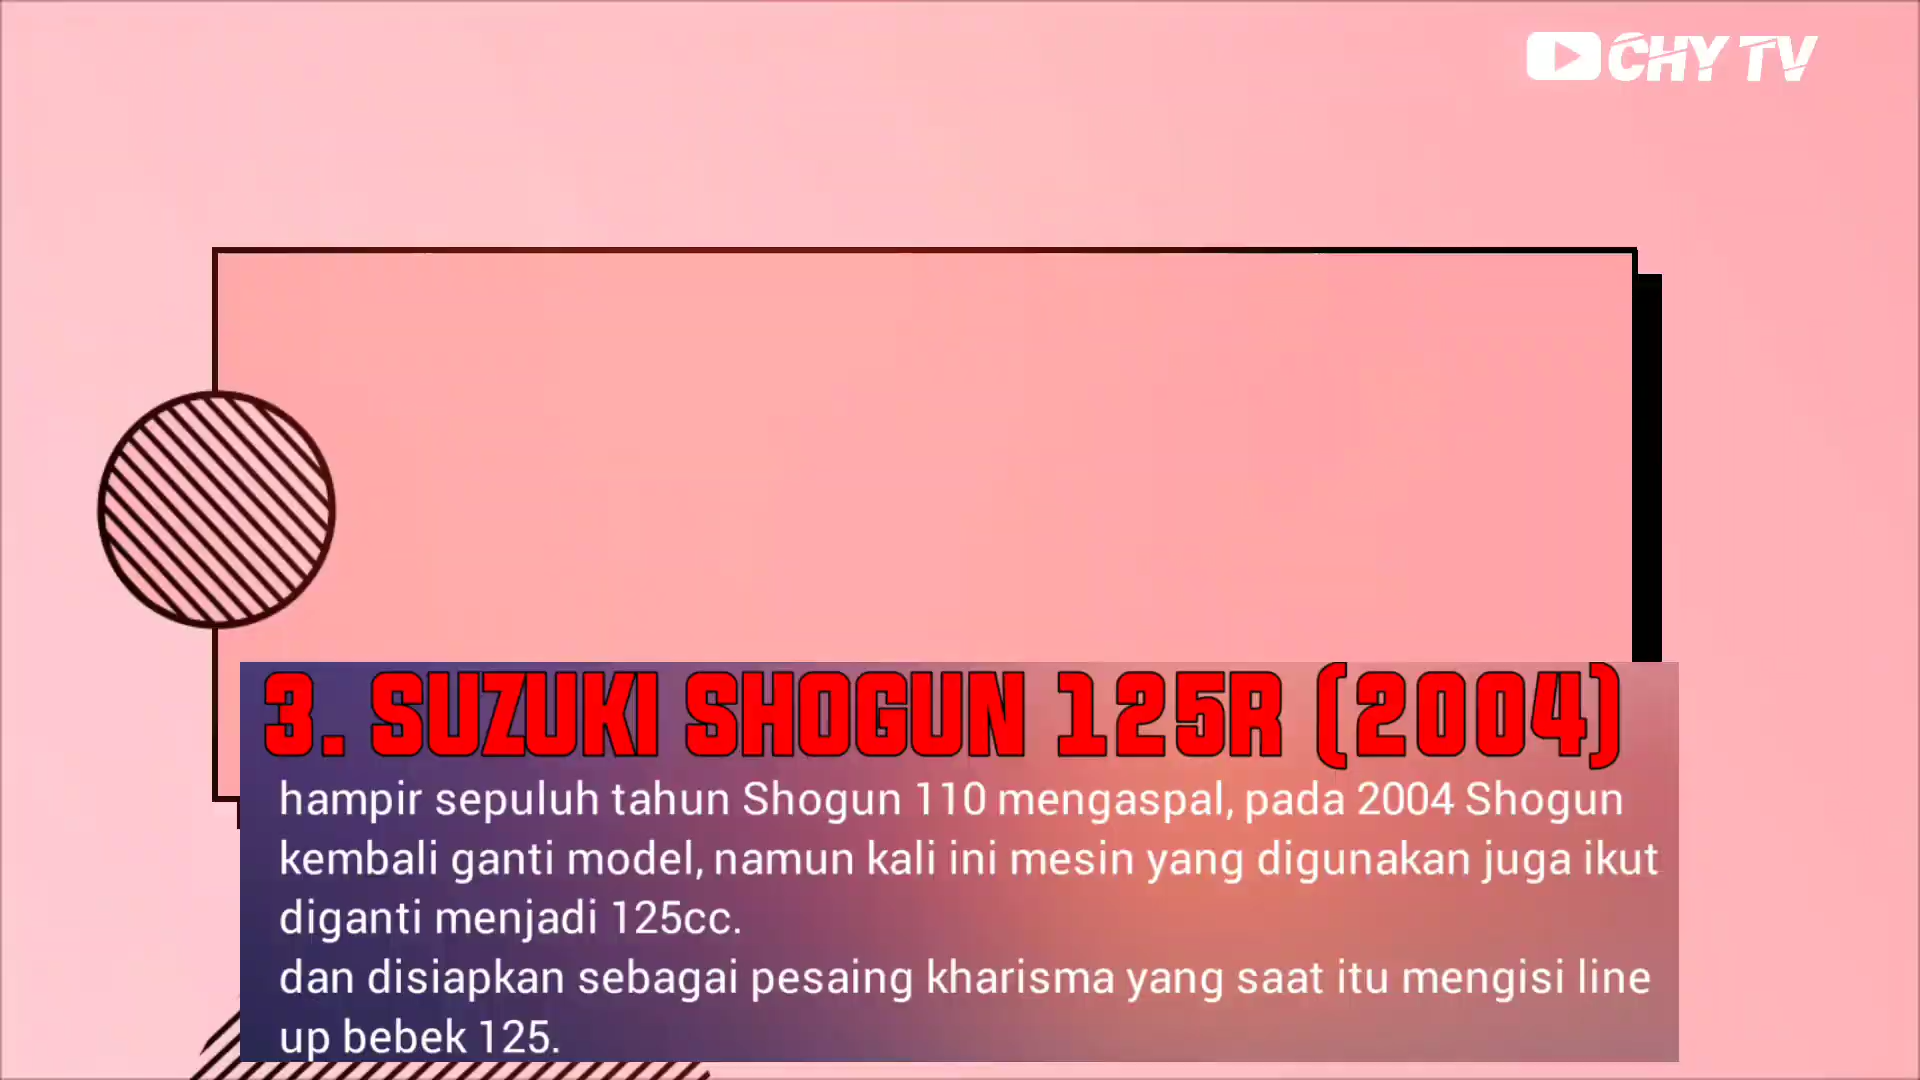 CHY TV
3. SUZUKI SHOGUN 125R (2004)
hampir sepuluh tahun Shogun 110 mengaspal, pada 2004 Shogun
kembali ganti model, namun kali ini mesin yang digunakan juga ikut
diganti menjadi 125cc.
dan disiapkan sebagai pesaing kharisma yang saat itu mengisi line
up bebek 125.